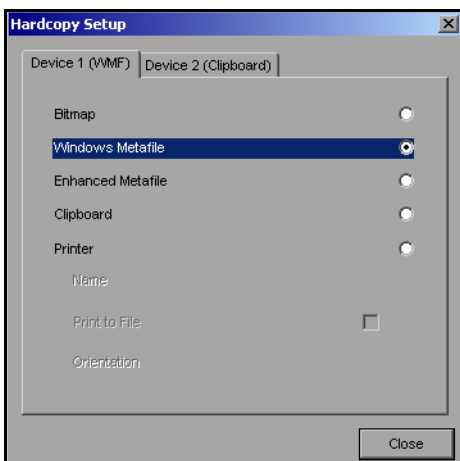 Hardcopy Setup
Device 1 (WMF) Device 2 (Clipboard)
Bitmap
Windows Metafile
Enhanced Metafile
Clipboard
Printer
Name
Print to File
Orientation
Close